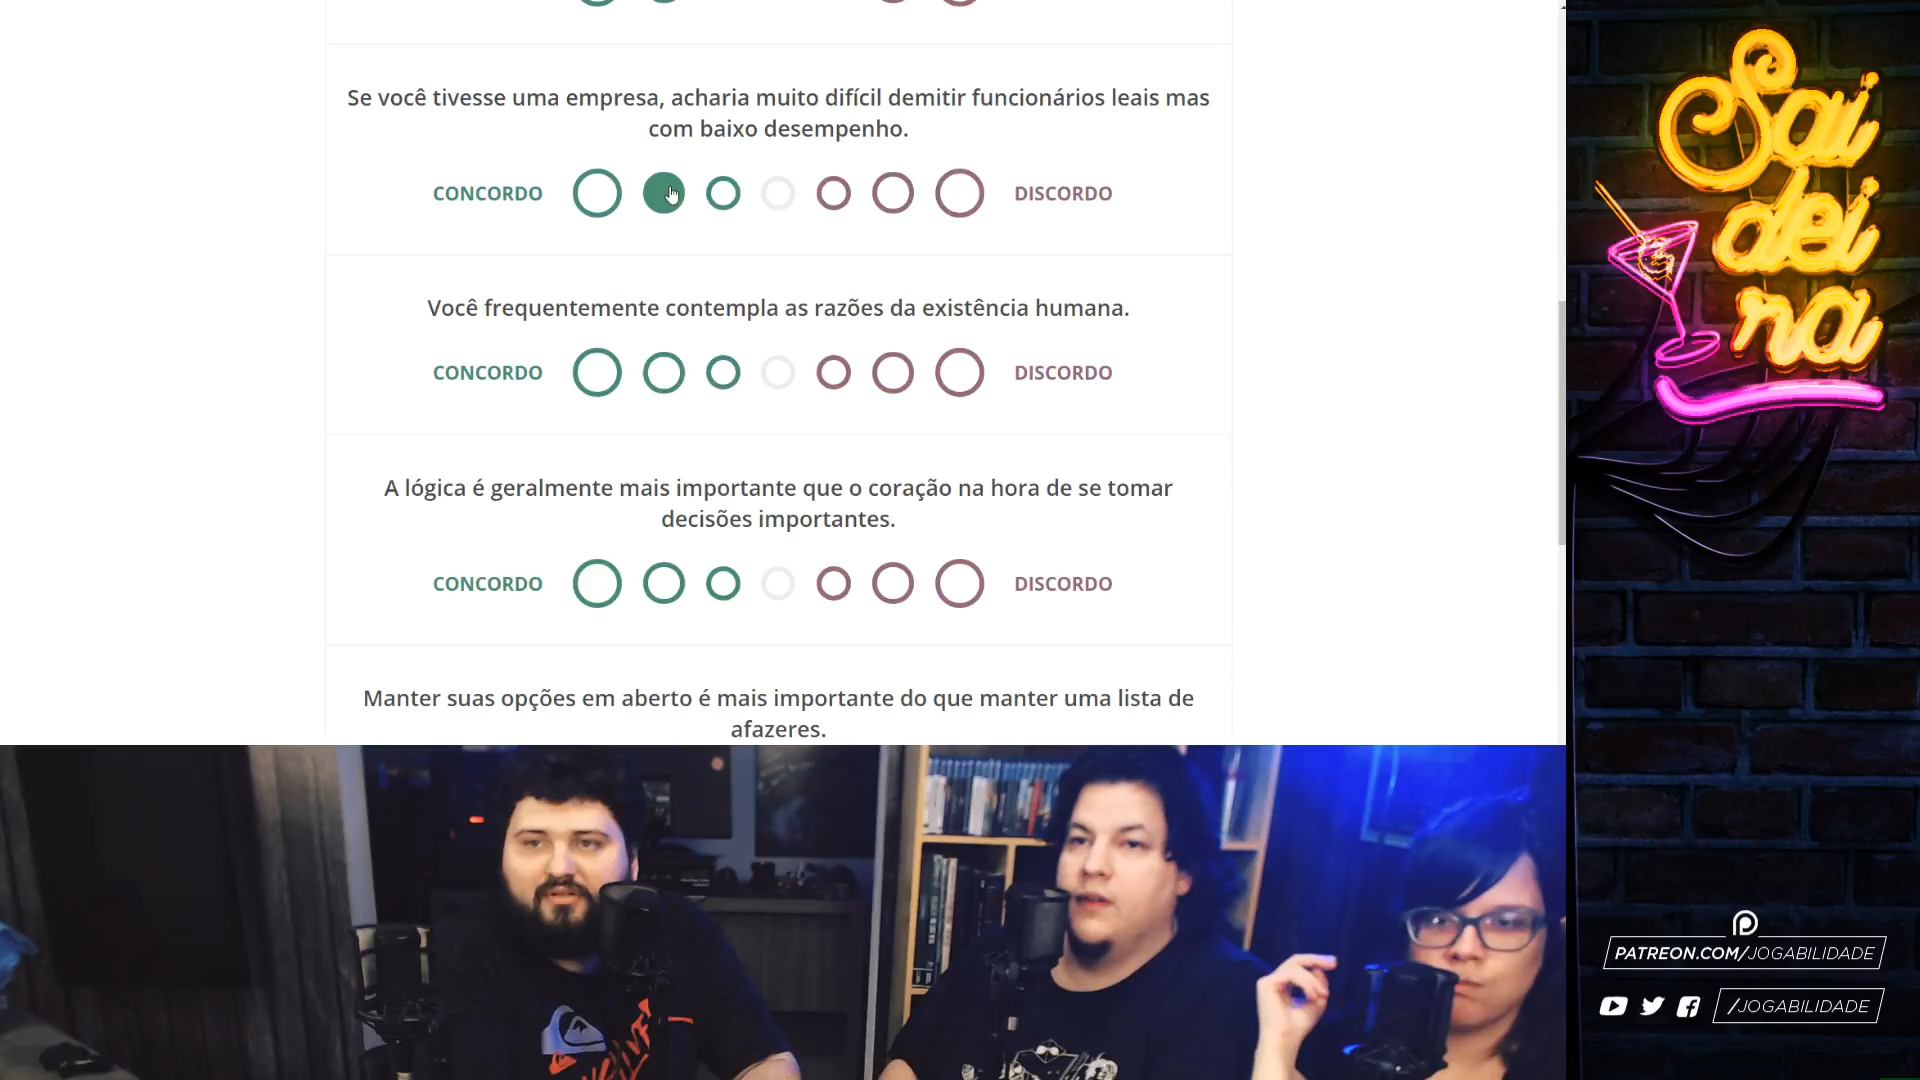 Se você tivesse uma empresa, acharia muito difícil demitir funcionários leais mas
com baixo desempenho.
CONCORDO DISCORDO
Você frequentemente contempla as razões da existência humana.
CONCORDO DISCORDO
A lógica é geralmente mais importante que o coração na hora de se tomar
decisões importantes.
CONCORDO DISCORDO
Manter suas opções em aberto é mais importante do que manter uma lista de
afazeres.
Sai
dei
ra
PATREON.COM/JOGABILIDADE
/JOGABILIDADE